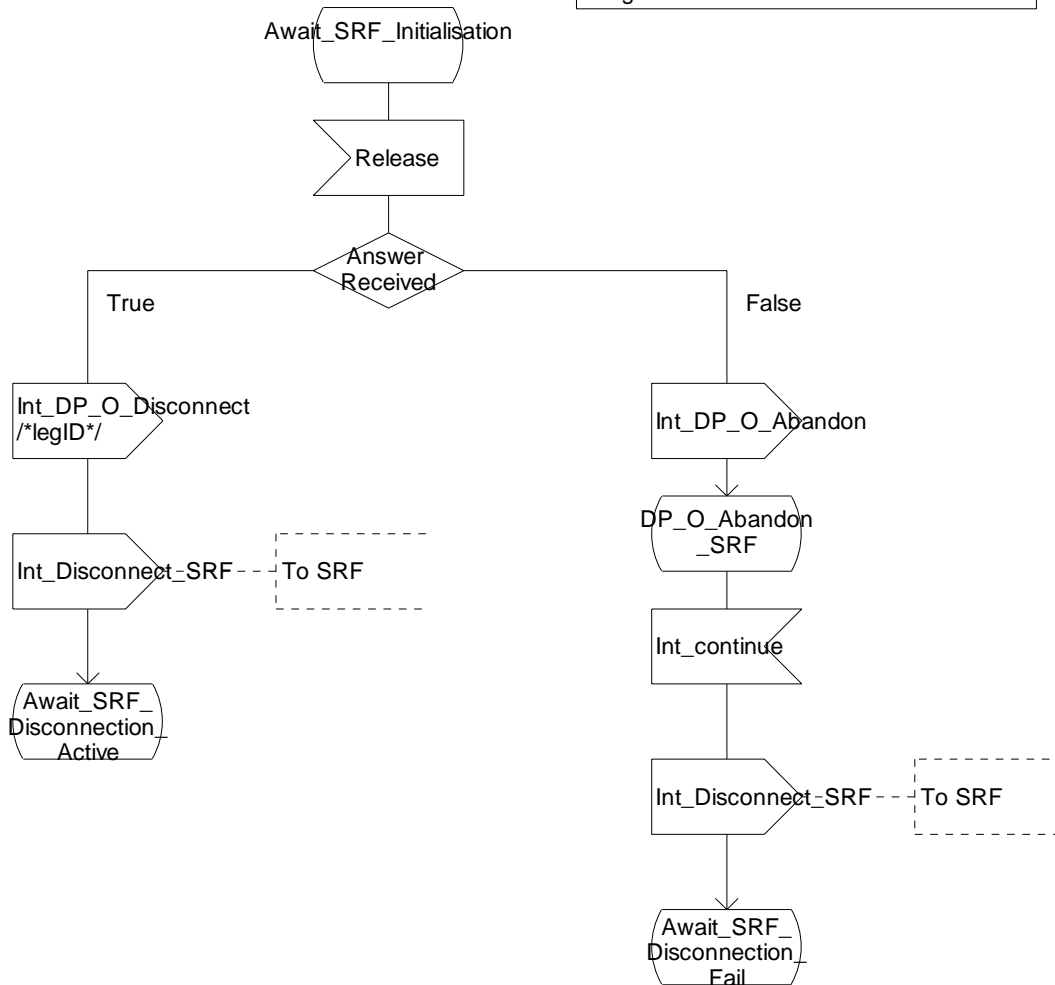 Await_SRF_Initialisation
Release
Answer
Received
True
False
Int_DP_O_Disconnect
/*legID*/
Int_DP_O_Abandon
DP_O_Abandon
_SRF
Int_Disconnect_SRF
To SRF
Int_continue
Await_SRF_
Disconnection_
Active
Int_Disconnect_SRF
To SRF
Await_SRF_
Disconnection_
Fail